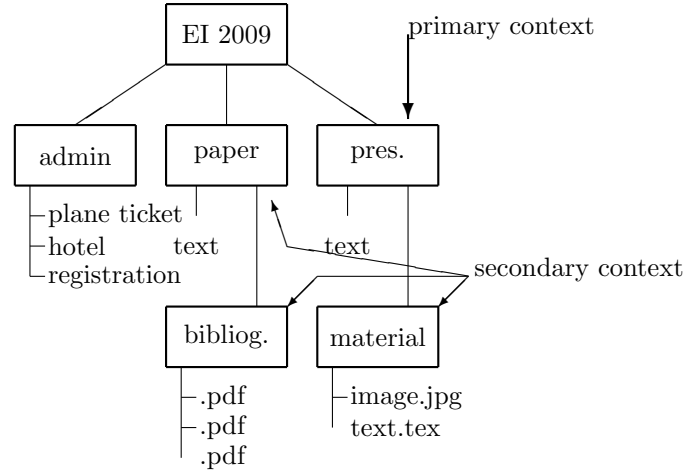 EI 2009
primary context
admin
paper
pres.
plane ticket
hotel
registration
text
text
secondary context
bibliog.
material
.pdf
.pdf
.pdf
image.jpg
text.tex